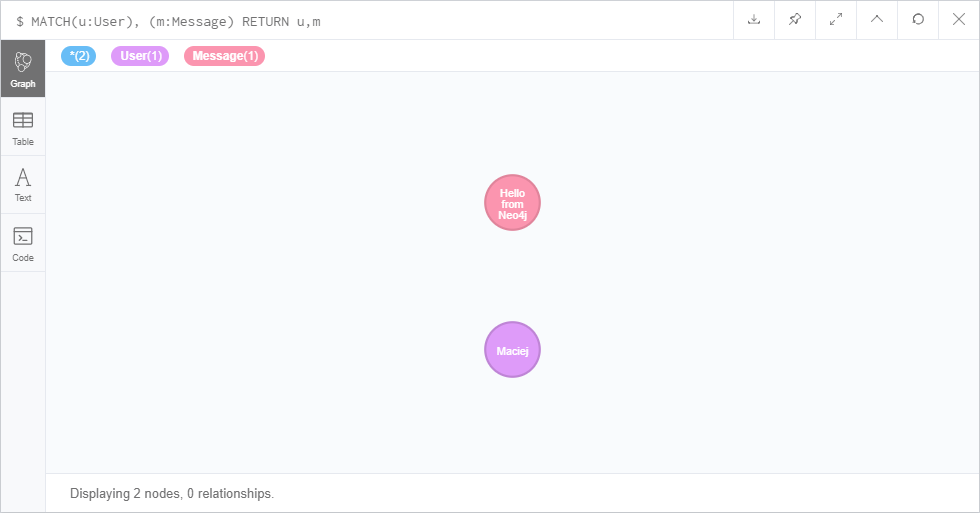 $ MATCH(u:User), (m:Message) RETURN u,m
*(2) User(1) Message(1)
Graph
Table
A
Text
Code
Hello
from
Neo4j
Maciej
Displaying 2 nodes, 0 relationships.